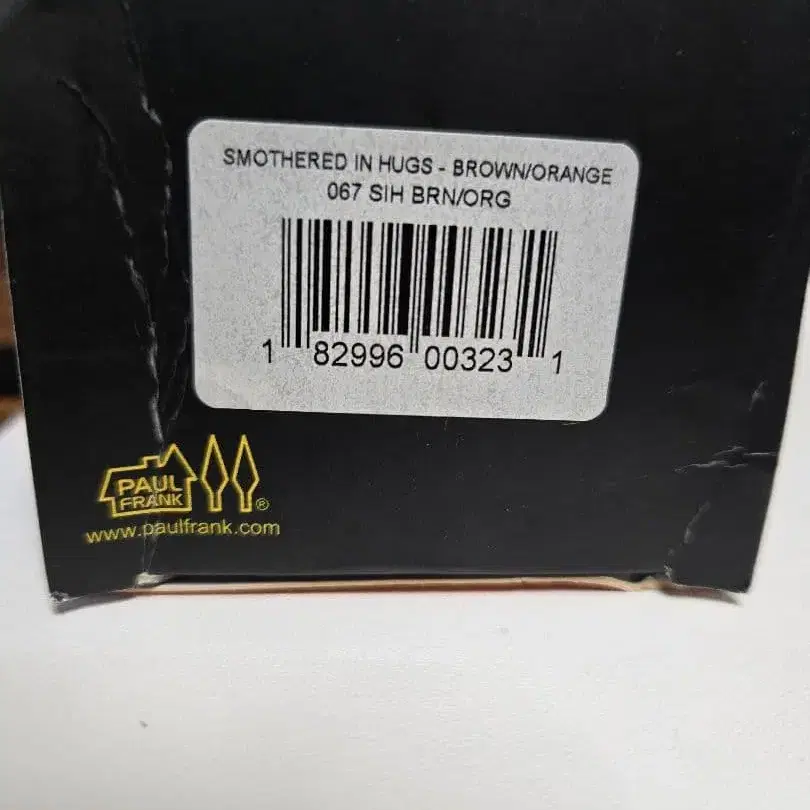 SMOTHERED IN HUGS - BROWN/ORANGE
067 SIH BRN/ORG
1 82996 00323 1
PAUL
FRANK ®
www.paulfrank.com